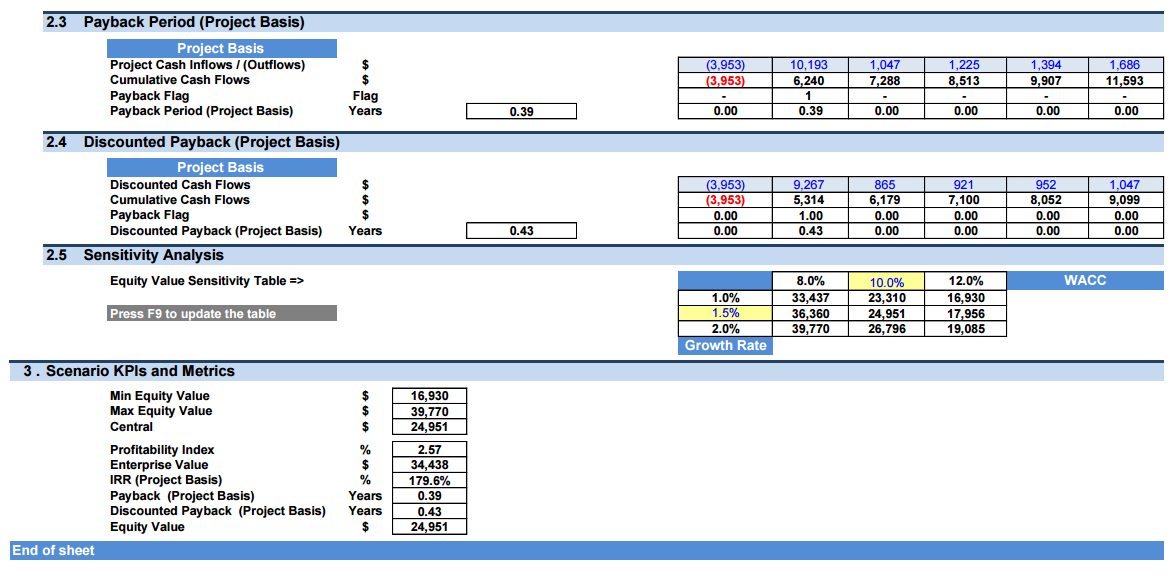 2.3 Payback Period (Project Basis)
Project Basis
Project Cash Inflows / (Outflows) $ (3,953) 10,193 1,047 1,225 1,394 1,686
Cumulative Cash Flows $ (3,953) 6,240 7,288 8,513 9,907 11,593
Payback Flag Flag - 1 - - - -
Payback Period (Project Basis) Years 0.39 0.00 0.39 0.00 0.00 0.00 0.00
2.4 Discounted Payback (Project Basis)
Project Basis
Discounted Cash Flows $ (3,953) 9,267 865 921 952 1,047
Cumulative Cash Flows $ (3,953) 5,314 6,179 7,100 8,052 9,099
Payback Flag $ 0.00 1.00 0.00 0.00 0.00 0.00
Discounted Payback (Project Basis) Years 0.43 0.00 0.43 0.00 0.00 0.00 0.00
2.5 Sensitivity Analysis
Equity Value Sensitivity Table => 8.0% 10.0% 12.0% WACC
1.0% 33,437 23,310 16,930
Press F9 to update the table 1.5% 36,360 24,951 17,956
2.0% 39,770 26,796 19,085
Growth Rate
3 . Scenario KPIs and Metrics
Min Equity Value $ 16,930
Max Equity Value $ 39,770
Central $ 24,951
Profitability Index % 2.57
Enterprise Value $ 34,438
IRR (Project Basis) % 179.6%
Payback (Project Basis) Years 0.39
Discounted Payback (Project Basis) Years 0.43
Equity Value $ 24,951
End of sheet